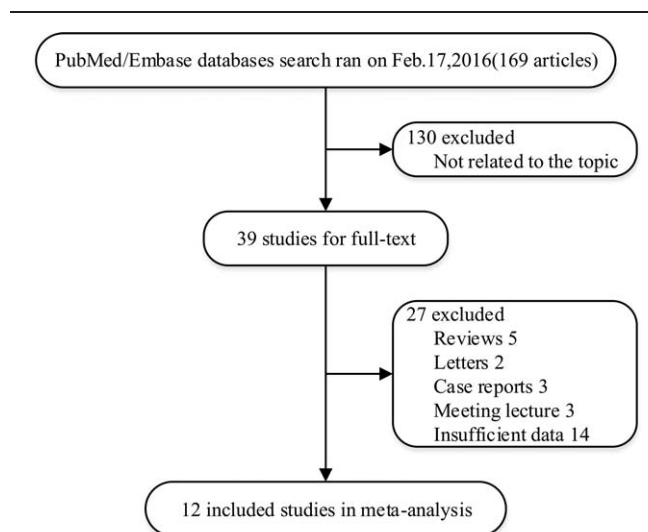 PubMed/Embase databases search ran on Feb.17,2016(169 articles)
130 excluded
Not related to the topic
39 studies for full-text
27 excluded
Reviews 5
Letters 2
Case reports 3
Meeting lecture 3
Insufficient data 14
12 included studies in meta-analysis